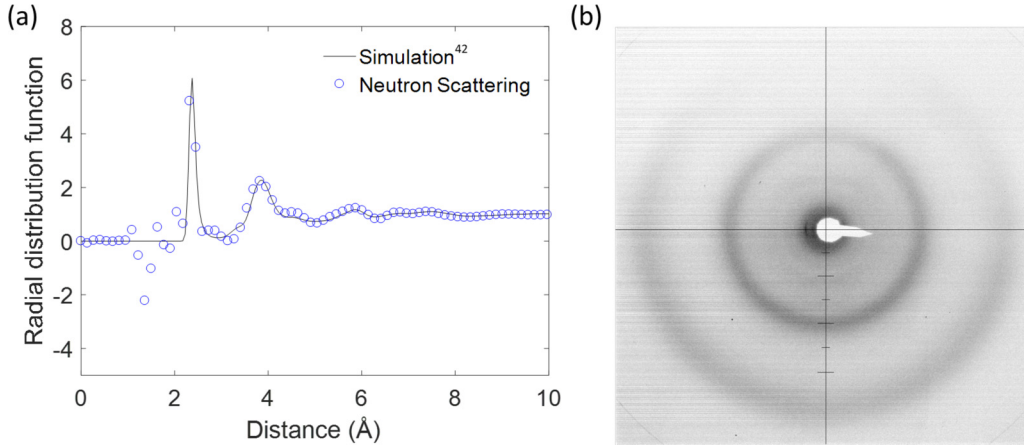 (a)
(b)
8
6
4
2
0
-2
-4
Radial distribution function
Simulation42
Neutron Scattering
0 2 4 6 8 10
Distance (Å)